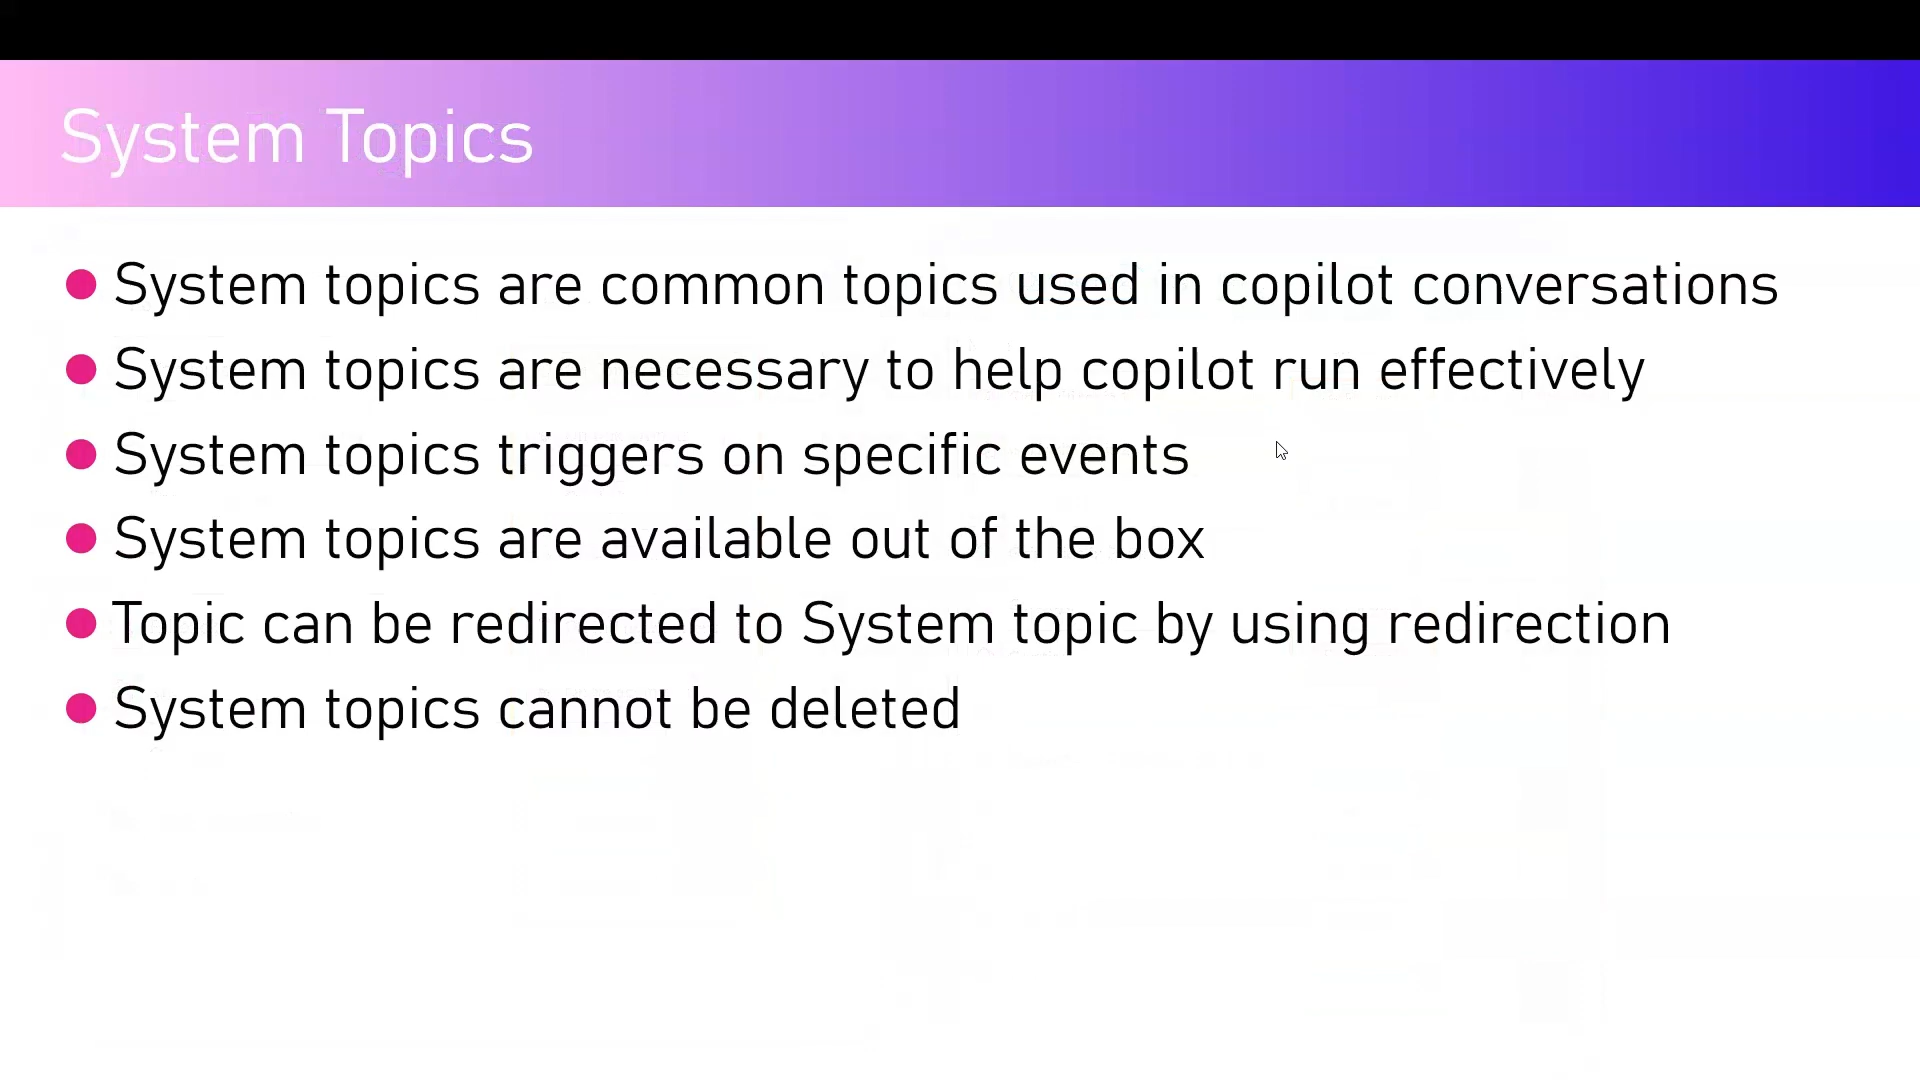 System Topics
System topics are common topics used in copilot conversations
System topics are necessary to help copilot run effectively
System topics triggers on specific events
System topics are available out of the box
Topic can be redirected to System topic by using redirection
System topics cannot be deleted